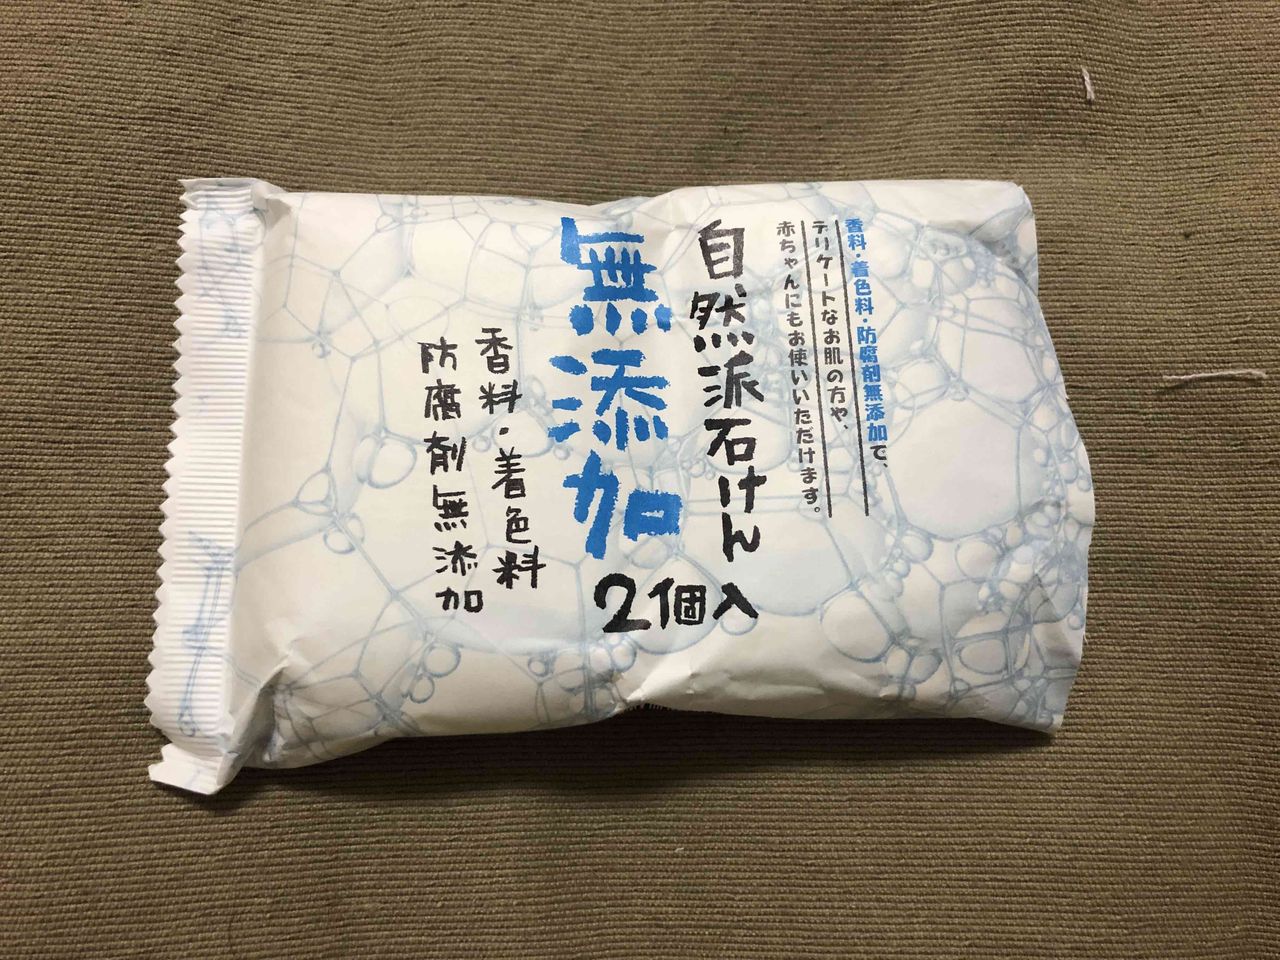 香料・着色料・防腐剤無添加で、
デリケートなお肌の方や、
赤ちゃんにもお使いいただけます。
自然派石けん
無添加
2個入
香料・着色料
防腐剤無添加